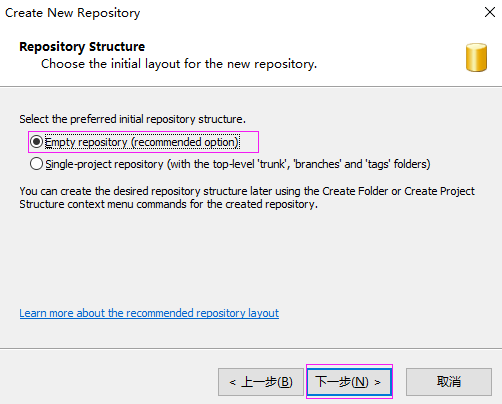 Create New Repository
Repository Structure
Choose the initial layout for the new repository.
Select the preferred initial repository structure.
Empty repository (recommended option)
Single-project repository (with the top-level 'trunk', 'branches' and 'tags' folders)
You can create the desired repository structure later using the Create Folder or Create Project
Structure context menu commands for the created repository.
Learn more about the recommended repository layout
< 上一步(B) 下一步(N) > 取消